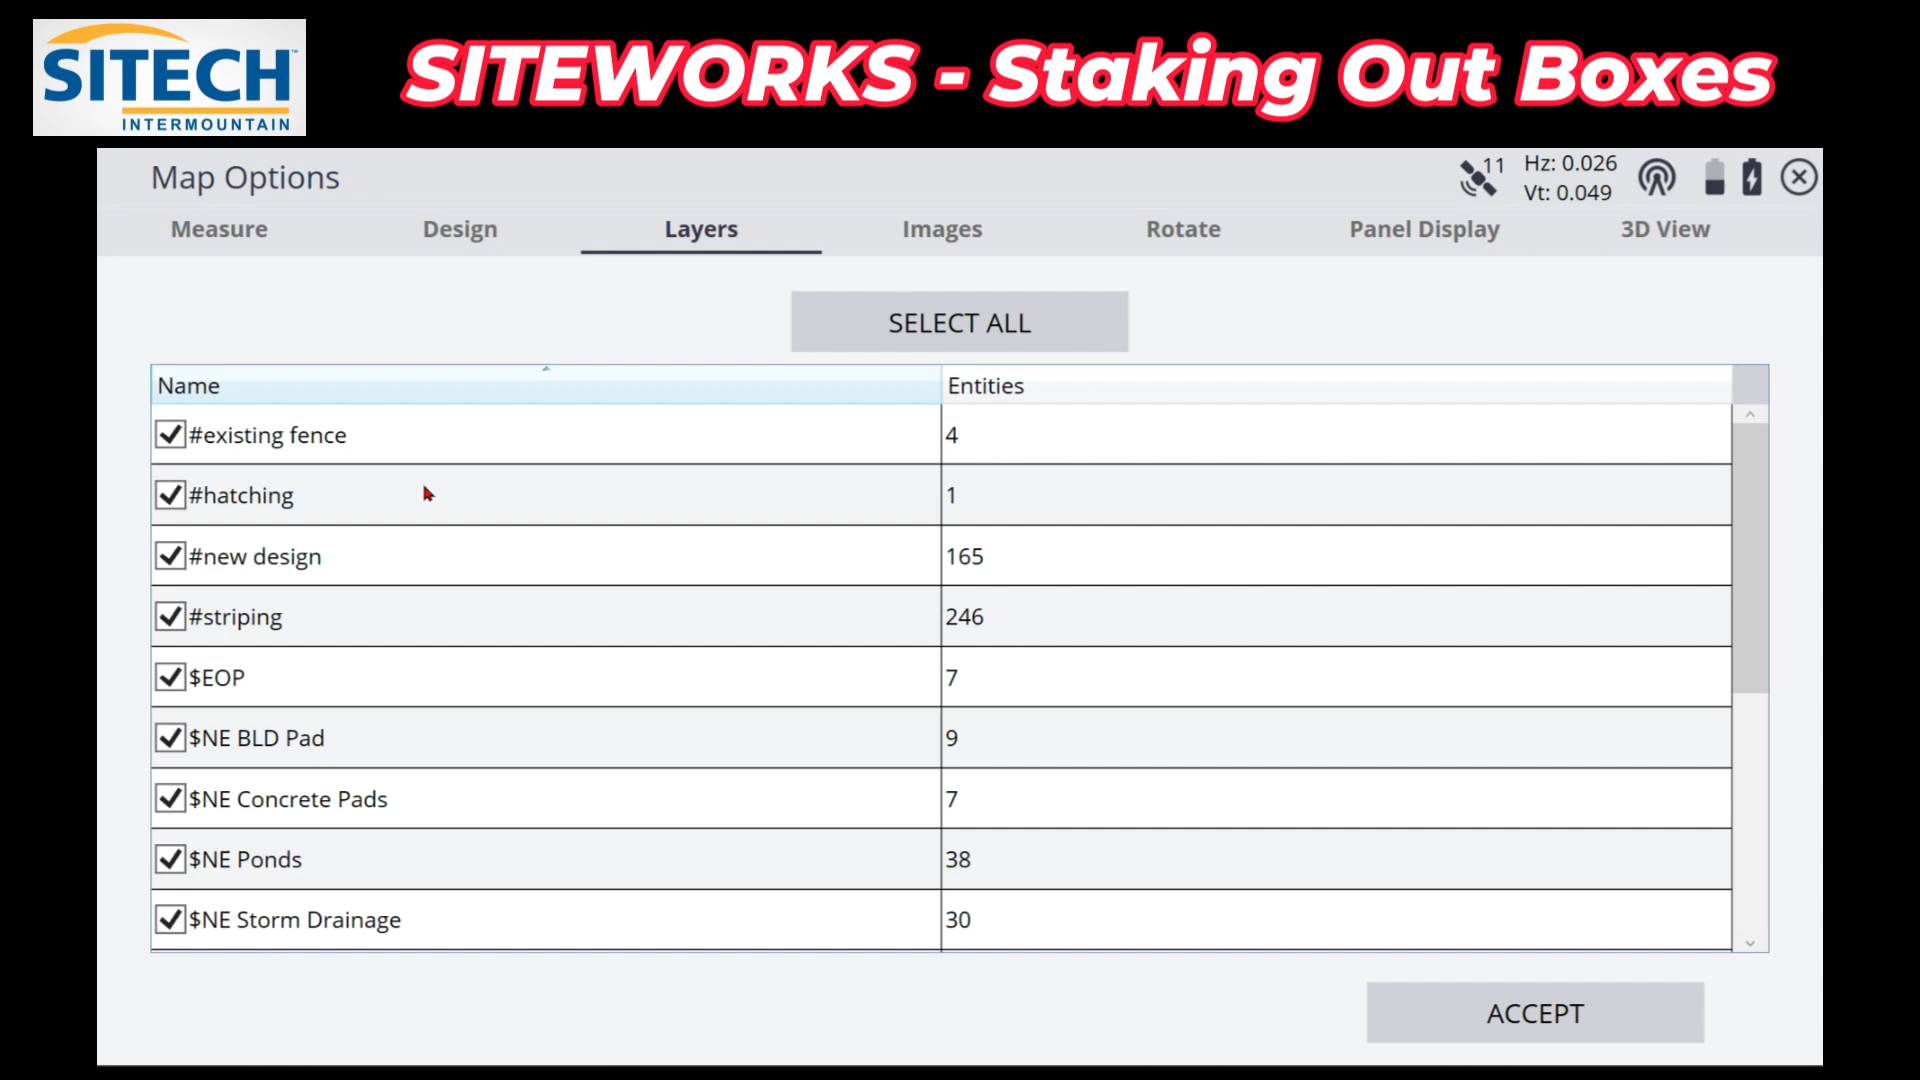 SITECH™
INTERMOUNTAIN
SITEWORKS - Staking Out Boxes
Map Options
11
Hz: 0.026
Vt: 0.049
Measure
Design
Layers
Images
Rotate
Panel Display
3D View
SELECT ALL
Name
Entities
#existing fence
4
#hatching
1
#new design
165
#striping
246
$EOP
7
$NE BLD Pad
9
$NE Concrete Pads
7
$NE Ponds
38
$NE Storm Drainage
30
ACCEPT